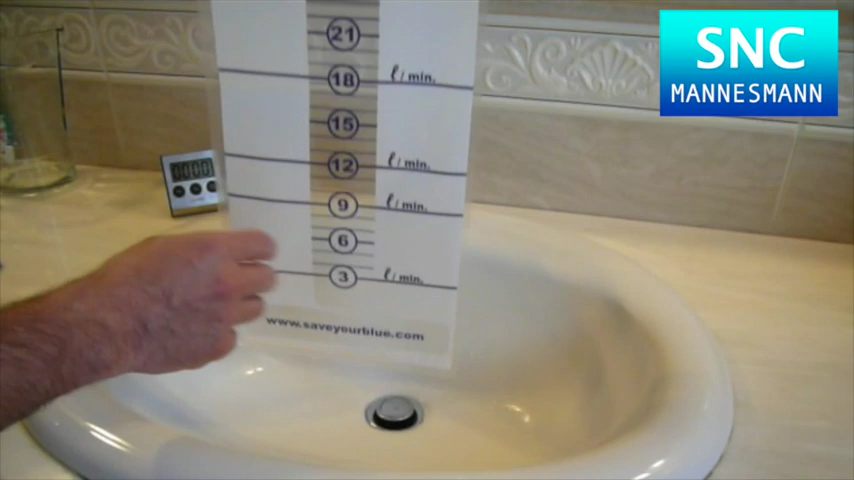 SNC
MANNESMANN
21
18 l/min.
15
12 l/min.
9 l/min.
6
3 l/min.
www.saveyourblue.com